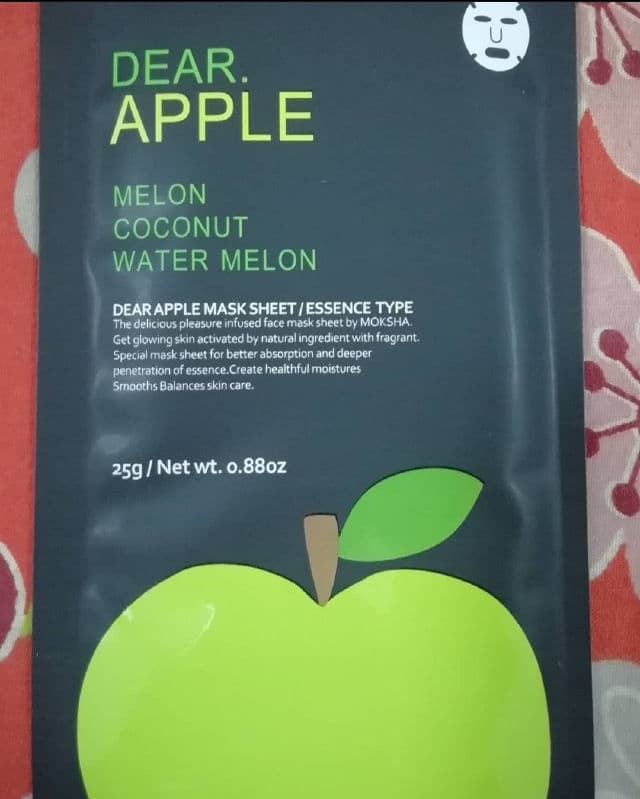 DEAR.
APPLE
MELON
COCONUT
WATER MELON
DEAR APPLE MASK SHEET / ESSENCE TYPE
The delicious pleasure infused face mask sheet by MOKSHA.
Get glowing skin activated by natural ingredient with fragrant.
Special mask sheet for better absorption and deeper
penetration of essence.Create healthful moistures
Smooths Balances skin care.
25g / Net wt. 0.88oz